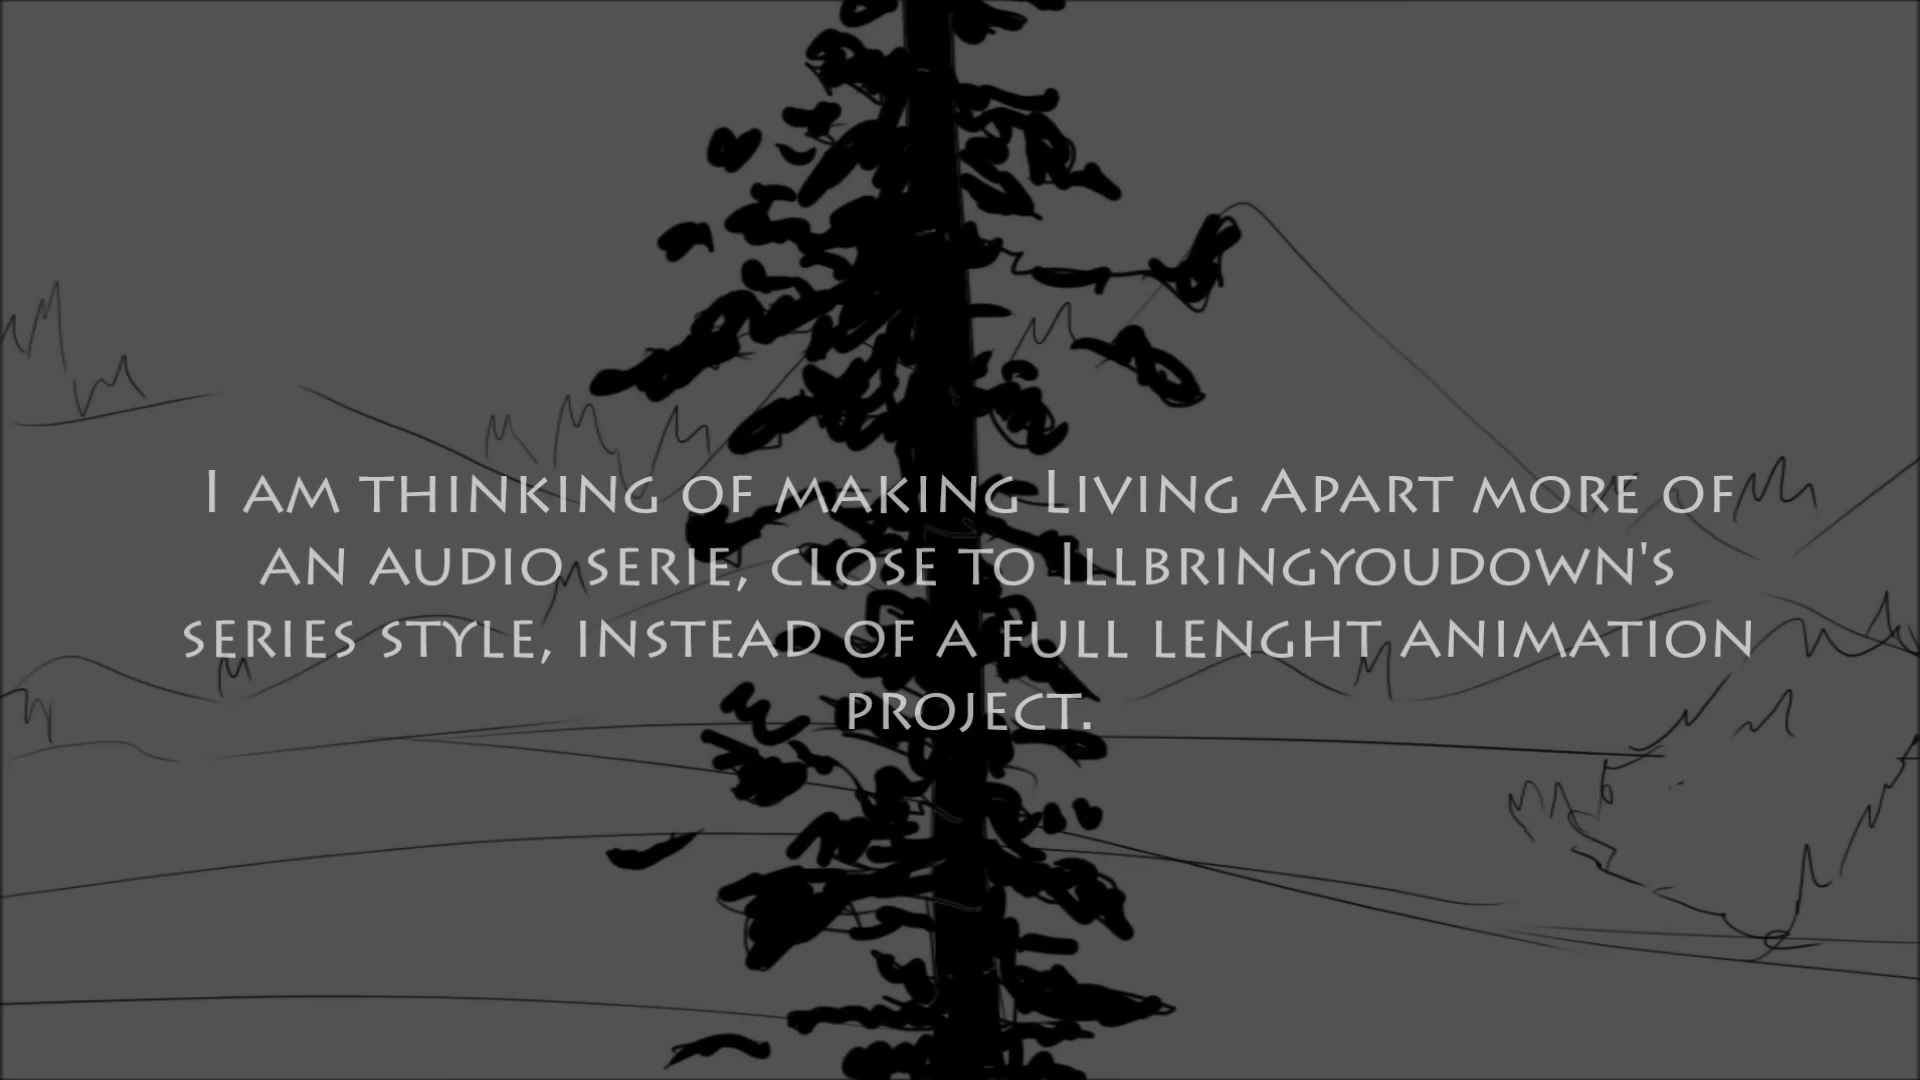 I am thinking of making Living Apart more of
an audio serie, close to Illbringyoudown's
series style, instead of a full lenght animation
project.